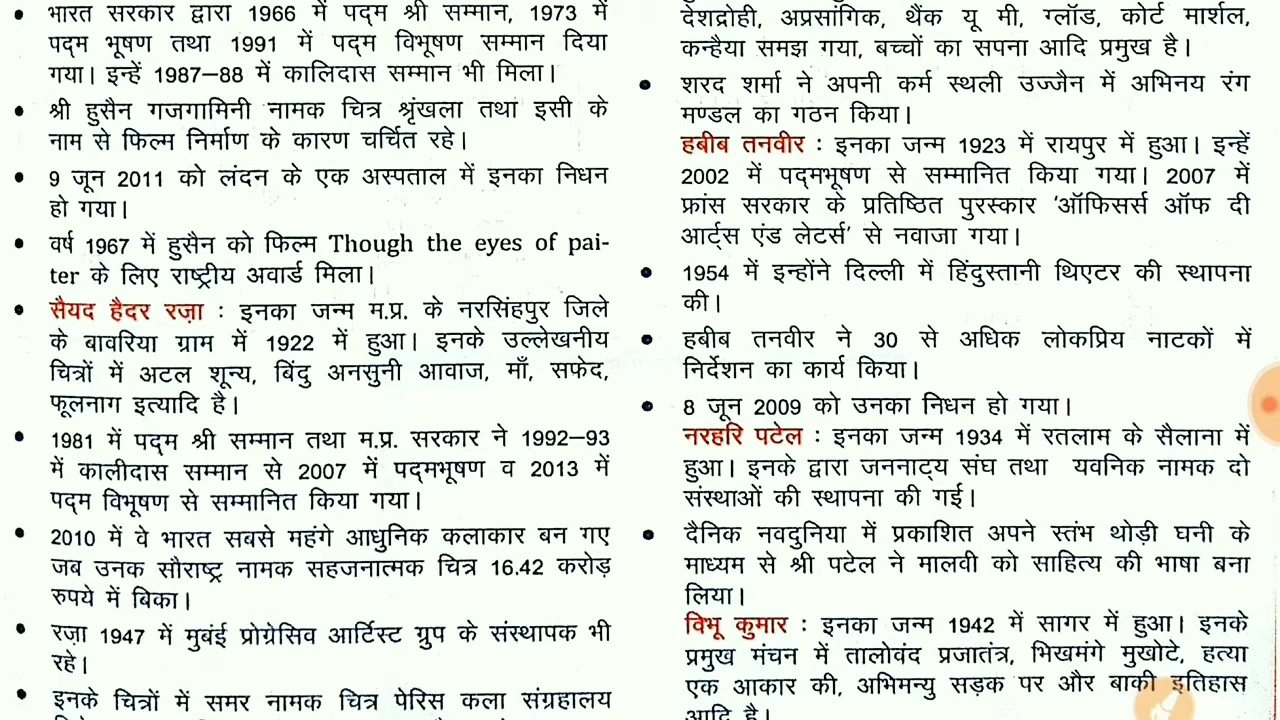 भारत सरकार द्वारा 1966 में पद्म श्री सम्मान, 1973 में
पद्म भूषण तथा 1991 में पद्म विभूषण सम्मान दिया
गया। इन्हें 1987–88 में कालिदास सम्मान भी मिला।
श्री हुसैन गजगामिनी नामक चित्र श्रृंखला तथा इसी के
नाम से फिल्म निर्माण के कारण चर्चित रहे।
9 जून 2011 को लंदन के एक अस्पताल में इनका निधन
हो गया।
वर्ष 1967 में हुसैन को फिल्म Though the eyes of pai-
ter के लिए राष्ट्रीय अवार्ड मिला।
सैयद हैदर रज़ा : इनका जन्म म.प्र. के नरसिंहपुर जिले
के बावरिया ग्राम में 1922 में हुआ। इनके उल्लेखनीय
चित्रों में अटल शून्य, बिंदु अनसुनी आवाज, माँ, सफेद,
फूलनाग इत्यादि है।
1981 में पद्म श्री सम्मान तथा म.प्र. सरकार ने 1992–93
में कालीदास सम्मान से 2007 में पद्मभूषण व 2013 में
पद्म विभूषण से सम्मानित किया गया।
2010 में वे भारत सबसे महंगे आधुनिक कलाकार बन गए
जब उनक सौराष्ट्र नामक सहजनात्मक चित्र 16.42 करोड़
रुपये में बिका।
रज़ा 1947 में मुबंई प्रोग्रेसिव आर्टिस्ट ग्रुप के संस्थापक भी
रहे।
इनके चित्रों में समर नामक चित्र पेरिस कला संग्रहालय
देशद्रोही, अप्रसांगिक, थैंक यू मी, ग्लॉड, कोर्ट मार्शल,
कन्हैया समझ गया, बच्चों का सपना आदि प्रमुख है।
शरद शर्मा ने अपनी कर्म स्थली उज्जैन में अभिनय रंग
मण्डल का गठन किया।
हबीब तनवीर : इनका जन्म 1923 में रायपुर में हुआ। इन्हें
2002 में पद्मभूषण से सम्मानित किया गया। 2007 में
फ्रांस सरकार के प्रतिष्ठित पुरस्कार 'ऑफिसर्स ऑफ दी
आर्ट्स एंड लेटर्स' से नवाजा गया।
1954 में इन्होंने दिल्ली में हिंदुस्तानी थिएटर की स्थापना
की।
हबीब तनवीर ने 30 से अधिक लोकप्रिय नाटकों में
निर्देशन का कार्य किया।
8 जून 2009 को उनका निधन हो गया।
नरहरि पटेल : इनका जन्म 1934 में रतलाम के सैलाना में
हुआ। इनके द्वारा जननाट्य संघ तथा यवनिक नामक दो
संस्थाओं की स्थापना की गई।
दैनिक नवदुनिया में प्रकाशित अपने स्तंभ थोड़ी घनी के
माध्यम से श्री पटेल ने मालवी को साहित्य की भाषा बना
लिया।
विभू कुमार : इनका जन्म 1942 में सागर में हुआ। इनके
प्रमुख मंचन में तालोवंद प्रजातंत्र, भिखमंगे मुखोटे, हत्या
एक आकार की, अभिमन्यु सड़क पर और बाकी इतिहास
आदि है।